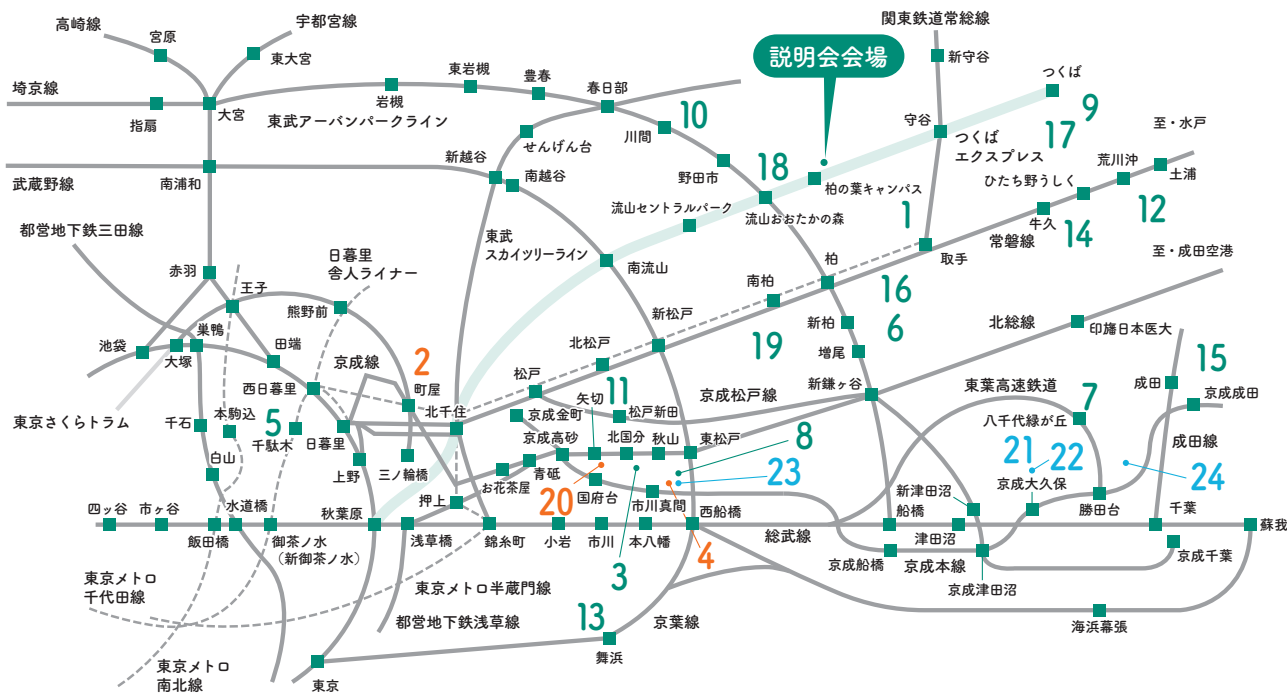 高崎線
宇都宮線
関東鉄道常総線
宮原
東大宮
新守谷
説明会会場
埼京線
指扇
大宮
岩槻
東岩槻
豊春
春日部
東武アーバンパークライン
川間
10
つくば
9
17
守谷
つくば
エクスプレス
至・水戸
せんげん台
新越谷
南越谷
武蔵野線
南浦和
野田市
18
柏の葉キャンパス
荒川沖
土浦
ひたち野うしく
12
牛久
14
常磐線
流山セントラルパーク
流山おおたかの森
1
取手
至・成田空港
都営地下鉄三田線
東武
スカイツリーライン
南流山
柏
赤羽
日暮里
舎人ライナー
王子
熊野前
南柏
16
新柏
6
北総線
印旛日本医大
池袋
大塚
巣鴨
田端
京成線
2
町屋
新松戸
北松戸
19
増尾
新鎌ヶ谷
東葉高速鉄道
成田
15
京成成田
西日暮里
東京さくらトラム
千石
本駒込
5
千駄木
日暮里
北千住
松戸
11
松戸新田
京成松戸線
京成金町
矢切
7
八千代緑が丘
成田線
白山
上野
三ノ輪橋
京成高砂
北国分
秋山
東松戸
8
お花茶屋
青砥
20
国府台
23
市川真間
21
22
京成大久保
24
勝田台
押上
四ッ谷
市ヶ谷
飯田橋
水道橋
御茶ノ水
（新御茶ノ水）
秋葉原
浅草橋
錦糸町
小岩
市川
本八幡
西船橋
総武線
新津田沼
船橋
津田沼
千葉
蘇我
3
4
京成船橋
京成本線
京成津田沼
京成千葉
東京メトロ
千代田線
東京メトロ半蔵門線
都営地下鉄浅草線
13
舞浜
京葉線
海浜幕張
東京メトロ
南北線
東京